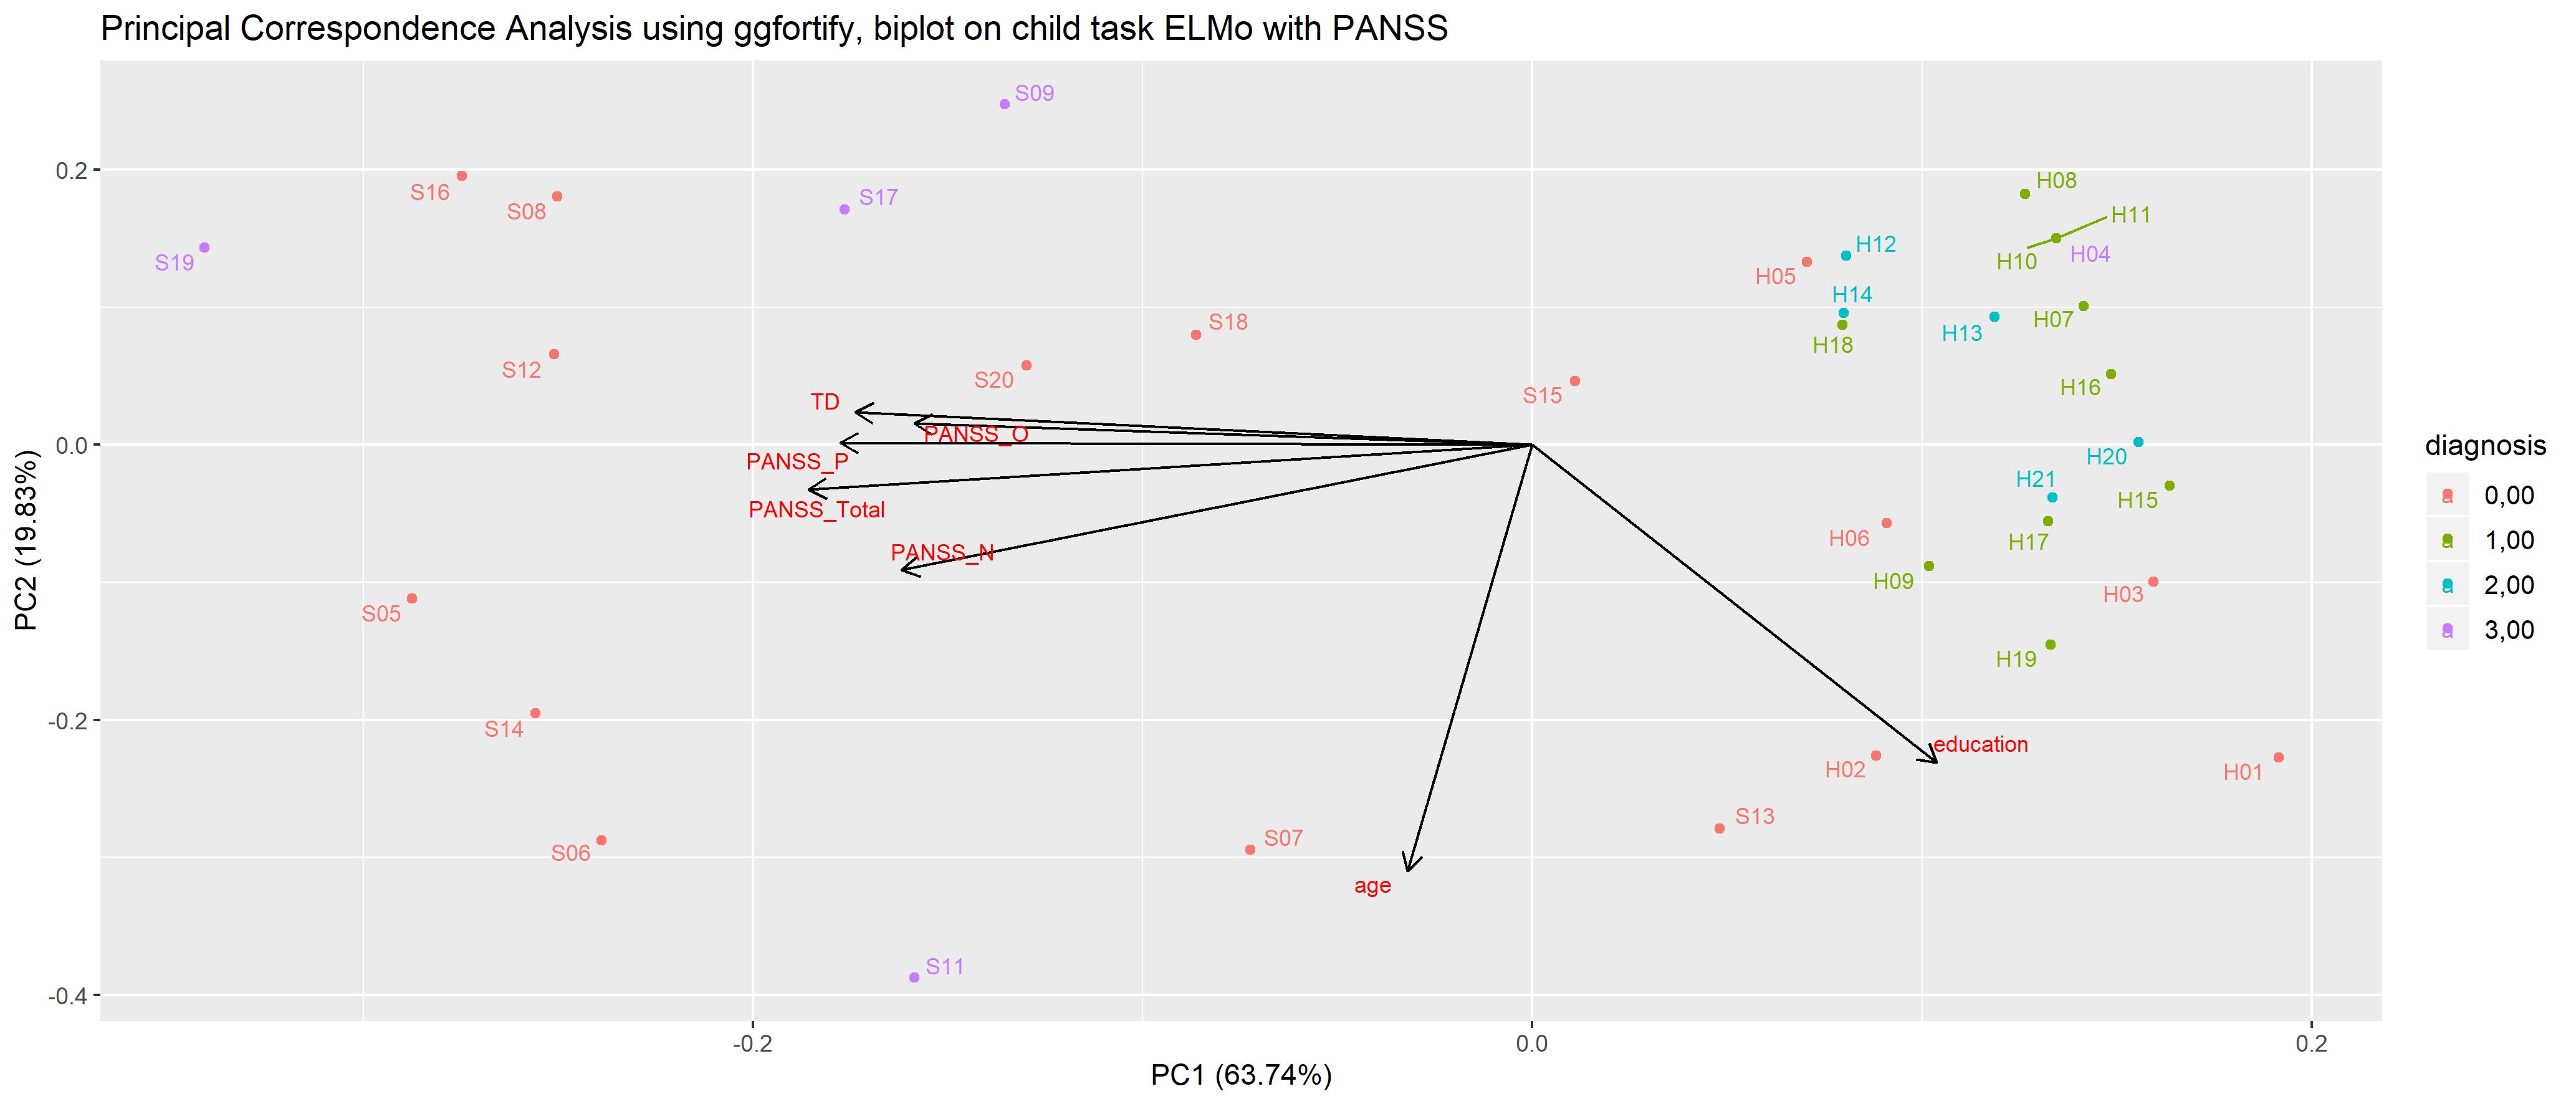 Principal Correspondence Analysis using ggfortify, biplot on child task ELMo with PANSS
S09
S16
S08
S17
S19
H08
H11
H12
H10
H04
H05
H14
H07
H13
H18
S18
S12
S20
S15
H16
TD
PANSS_O
PANSS_P
H20
H21
H15
PANSS_Total
H06
H17
PANSS_N
H09
H03
S05
H19
S14
education
H02
H01
S13
S07
S06
age
S11
0.2
0.0
-0.2
-0.4
PC2 (19.83%)
-0.2
0.0
0.2
PC1 (63.74%)
diagnosis
a 0,00
a 1,00
a 2,00
a 3,00